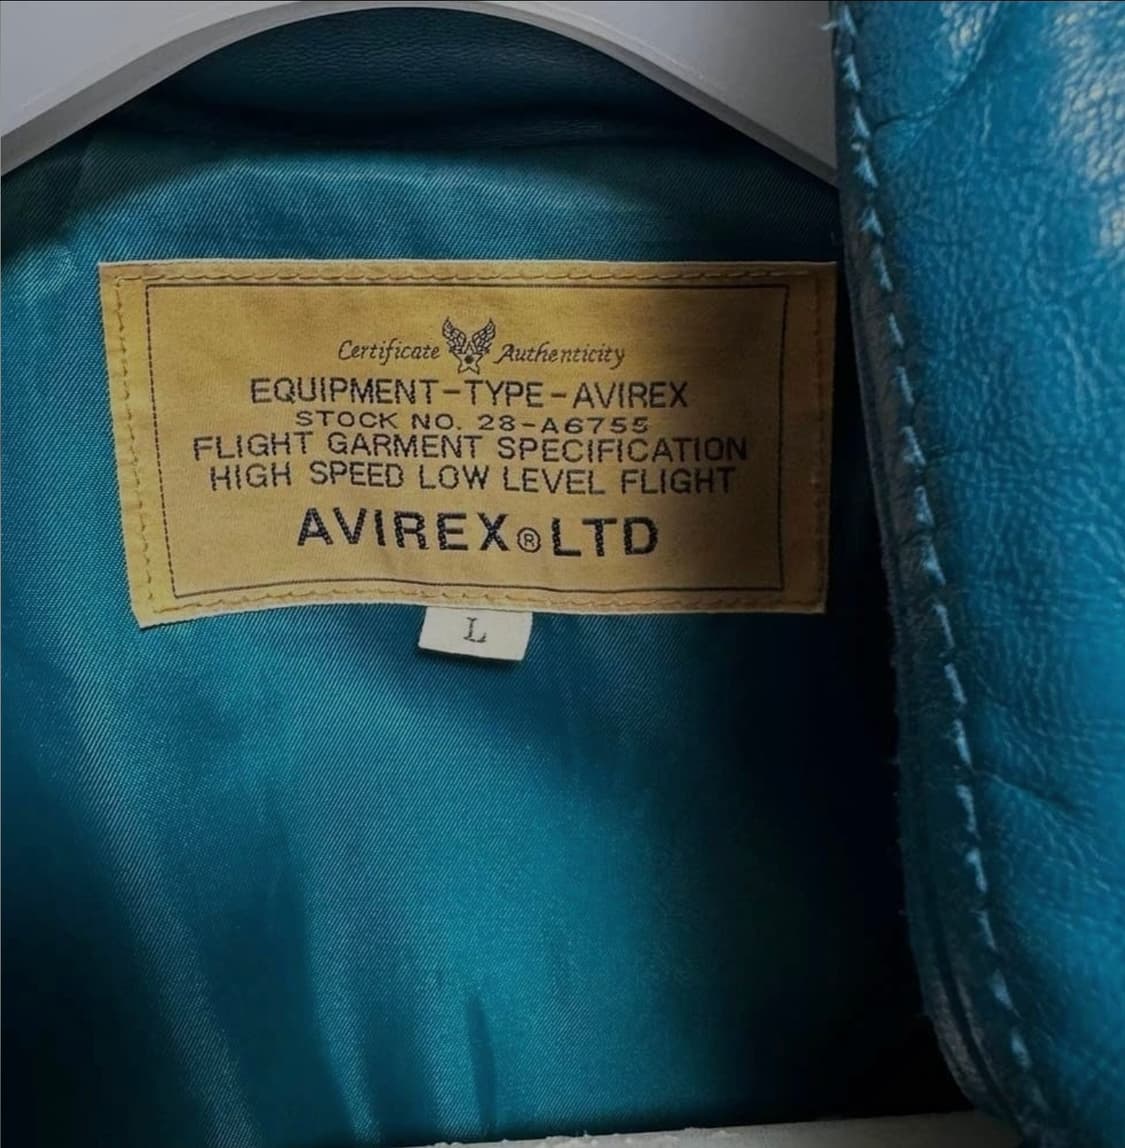 Certificate Authenticity
EQUIPMENT-TYPE-AVIREX
STOCK NO. 28-A6755
FLIGHT GARMENT SPECIFICATION
HIGH SPEED LOW LEVEL FLIGHT
AVIREX®LTD
L